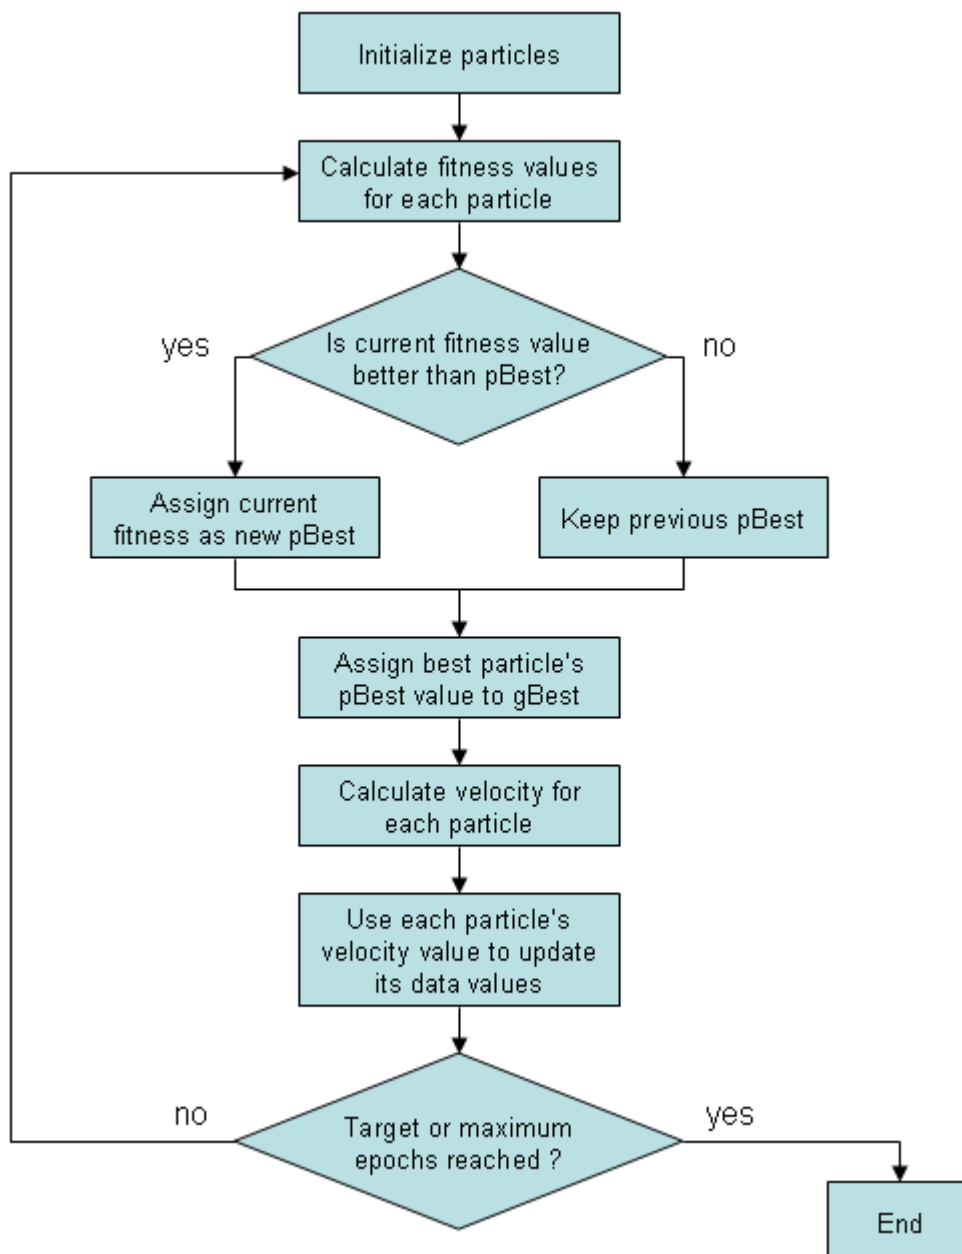 Initialize particles
Calculate fitness values
for each particle
Is current fitness value
better than pBest?
yes
no
Assign current
fitness as new pBest
Keep previous pBest
Assign best particle's
pBest value to gBest
Calculate velocity for
each particle
Use each particle's
velocity value to update
its data values
Target or maximum
epochs reached ?
no
yes
End